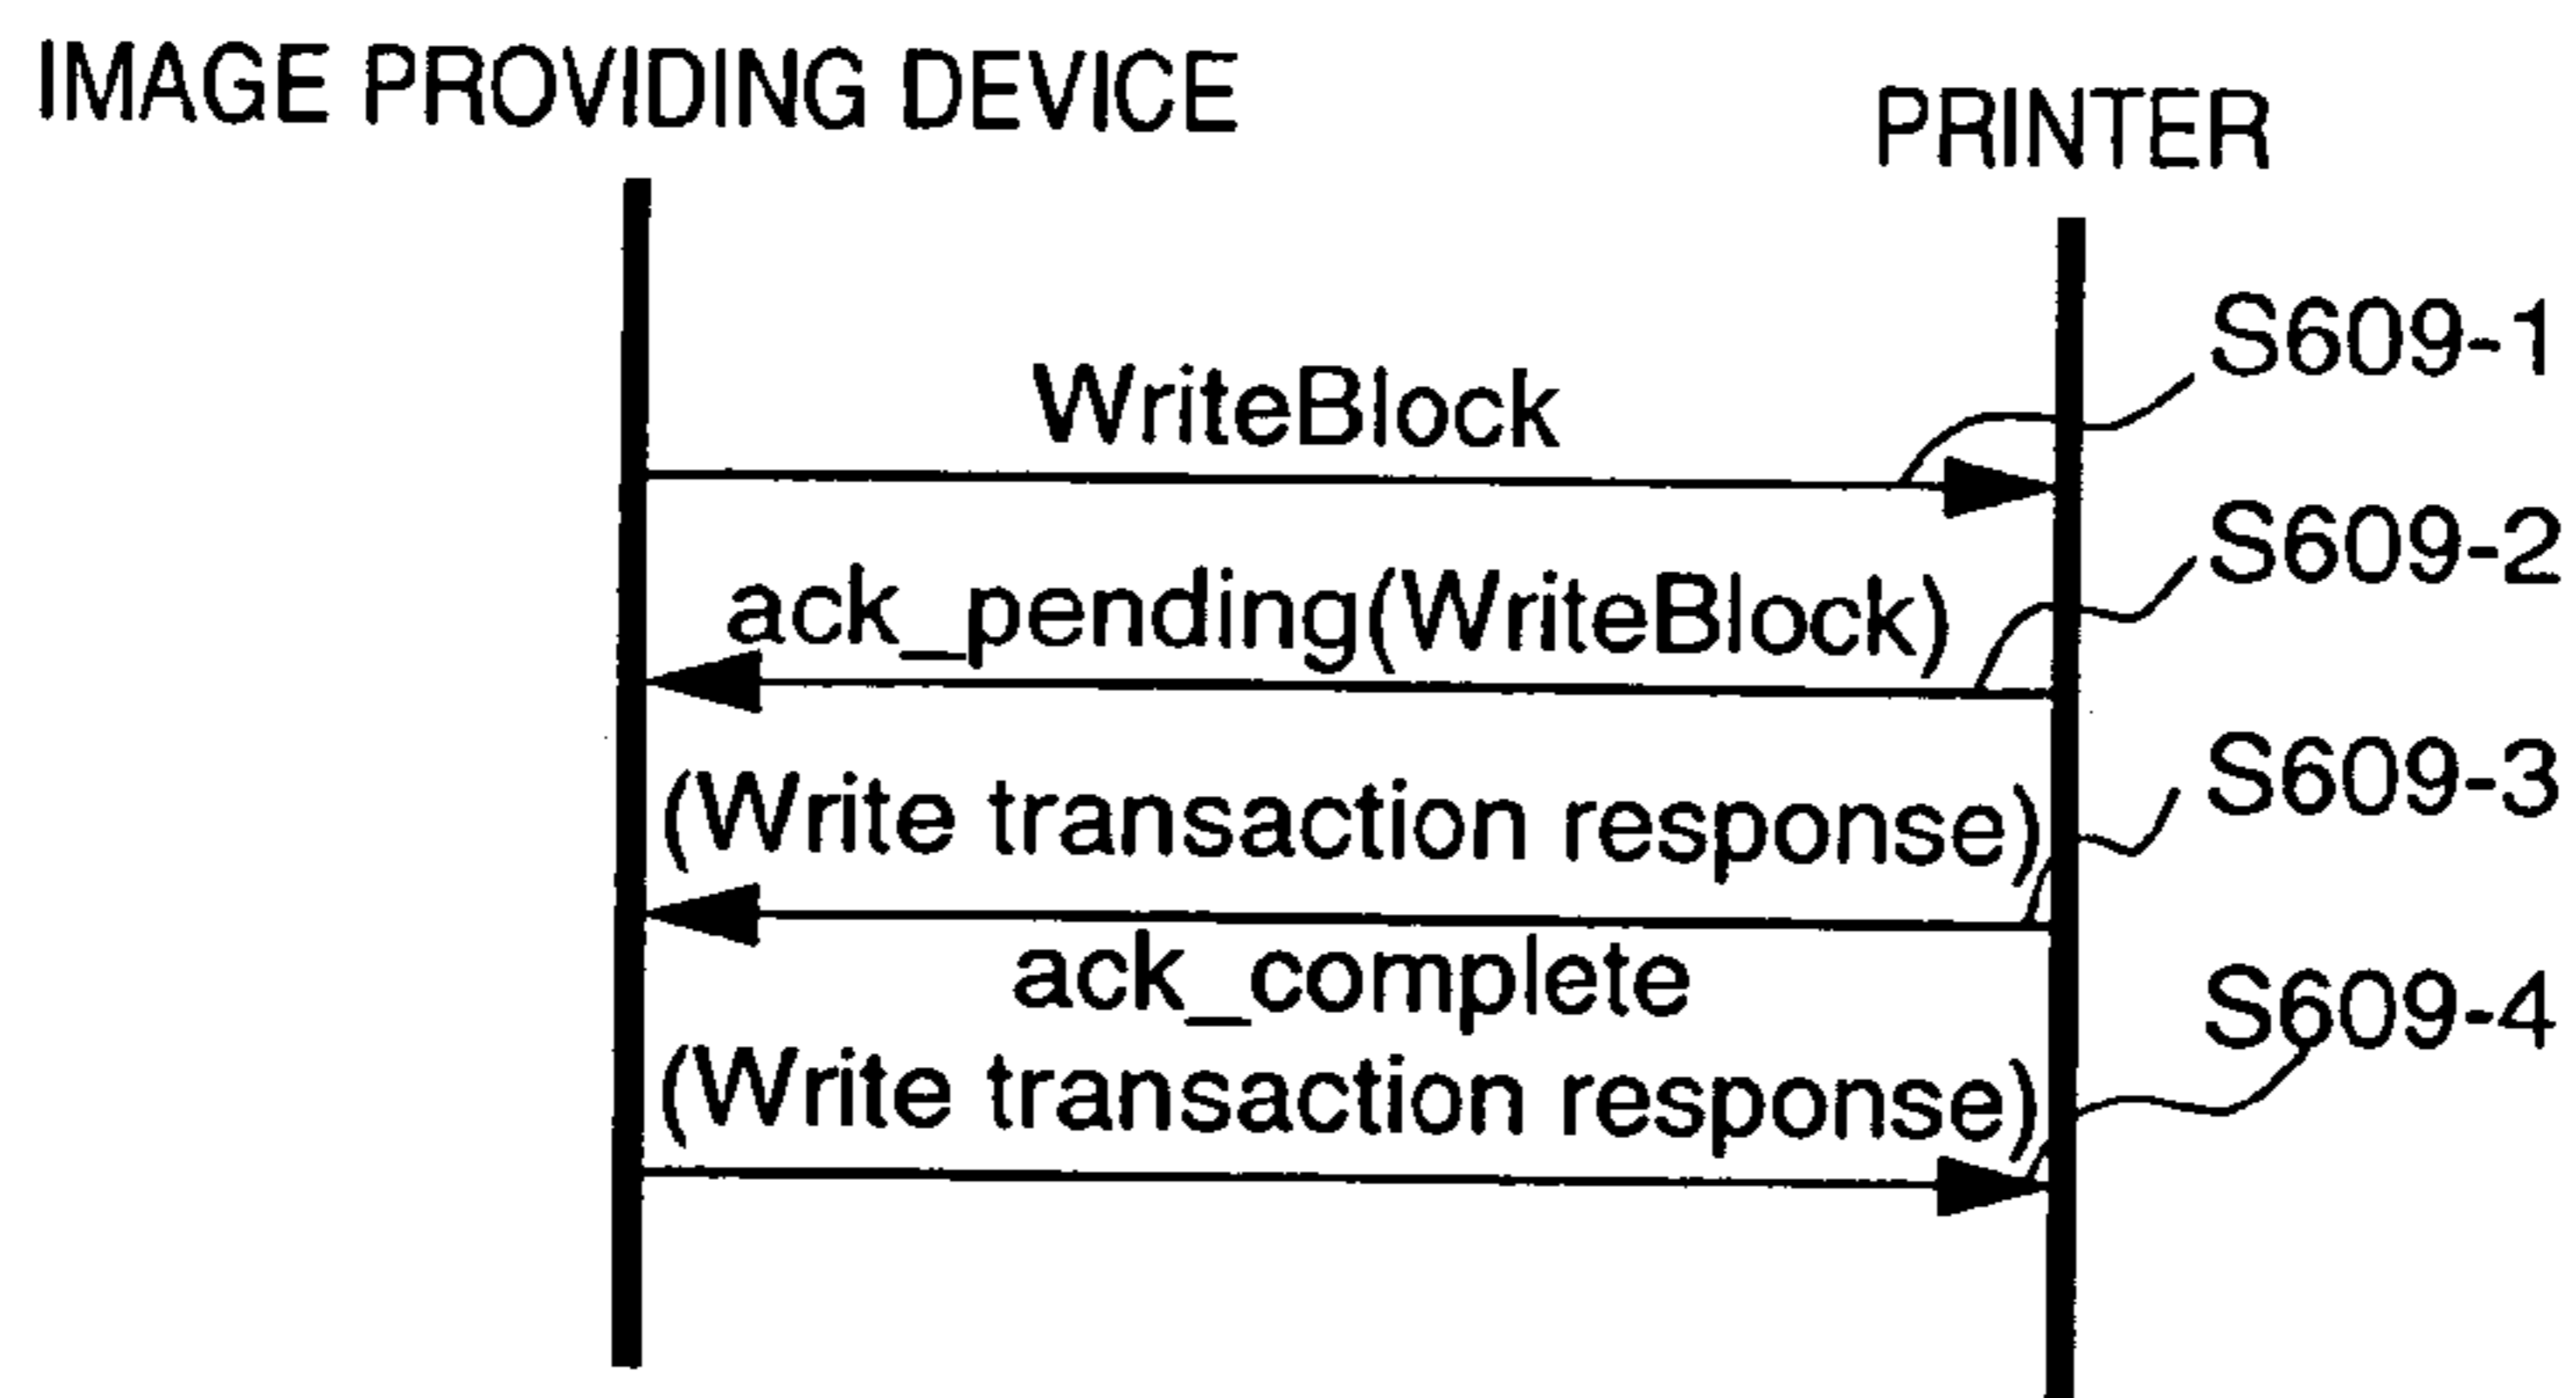 IMAGE PROVIDING DEVICE
PRINTER
S609-1
WriteBlock
S609-2
ack_pending(WriteBlock)
S609-3
(Write transaction response)
ack_complete
S609-4
(Write transaction response)